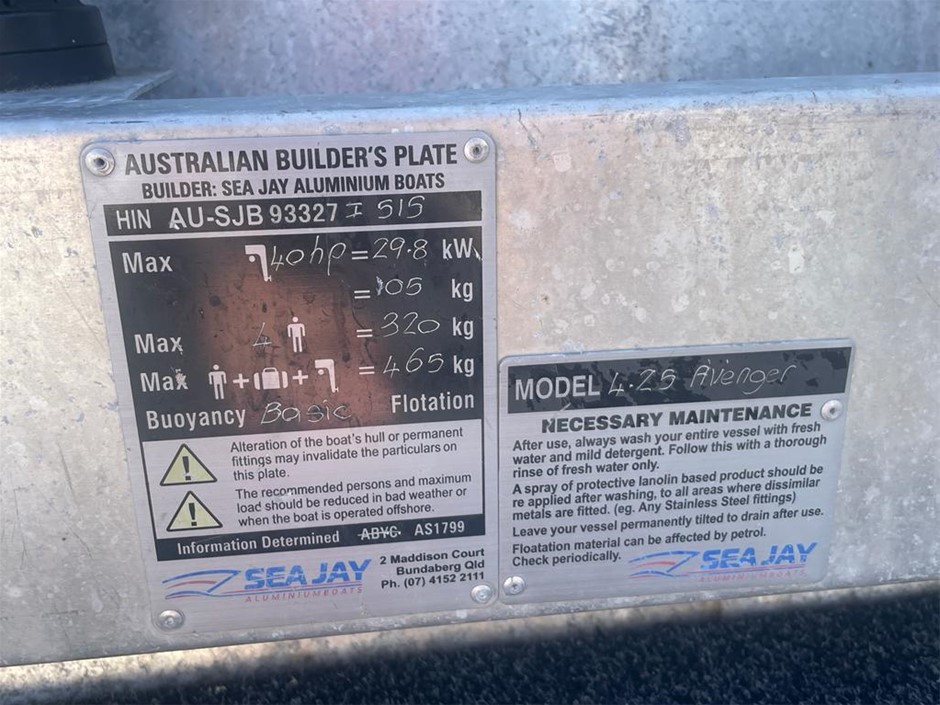 AUSTRALIAN BUILDER'S PLATE
BUILDER: SEA JAY ALUMINIUM BOATS
HIN AU-SJB 93327 I 515
Max 40hp = 29.8 kW
= 105 kg
Max 4 = 320 kg
Max + + = 465 kg
Buoyancy Basic Flotation
Alteration of the boat's hull or permanent
fittings may invalidate the particulars on
this plate.
The recommended persons and maximum
load should be reduced in bad weather or
when the boat is operated offshore.
Information Determined ABYC. AS1799
SEA JAY
ALUMINIUMBOATS
2 Maddison Court
Bundaberg Qld
Ph. (07) 4152 2111
MODEL 4.25 Avenger
NECESSARY MAINTENANCE
After use, always wash your entire vessel with fresh
water and mild detergent. Follow this with a thorough
rinse of fresh water only.
A spray of protective lanolin based product should be
re applied after washing, to all areas where dissimilar
metals are fitted. (eg. Any Stainless Steel fittings)
Leave your vessel permanently tilted to drain after use.
Floatation material can be affected by petrol.
Check periodically.
SEA JAY
ALUMINIUMBOATS